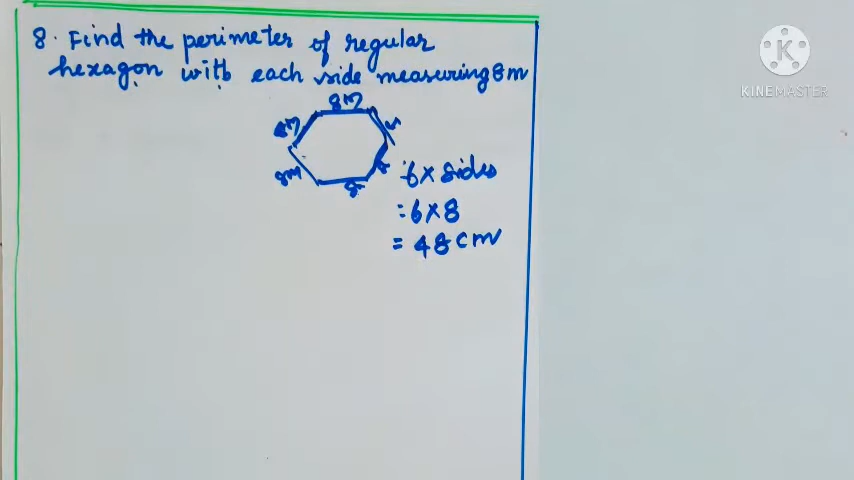 8. Find the perimeter of regular
hexagon with each side measuring 8m
8m
8m
8m
8
6 × sides
= 6 × 8
= 48 cm
K
KINEMASTER